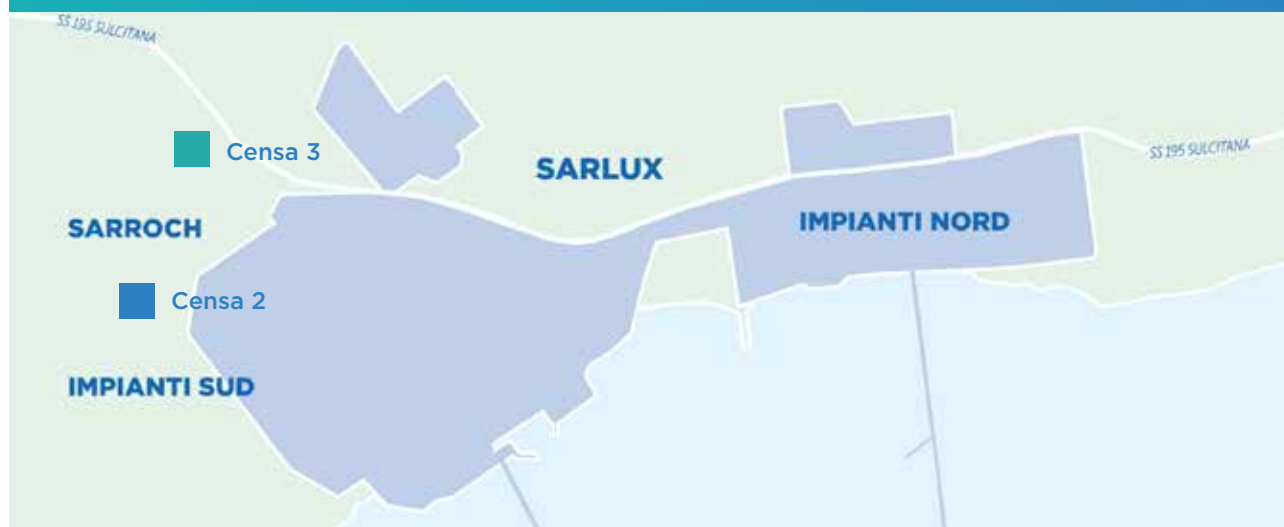 SS 195 SULCITANA
Censa 3
SARLUX
SS 195 SULCITANA
SARROCH
IMPIANTI NORD
Censa 2
IMPIANTI SUD